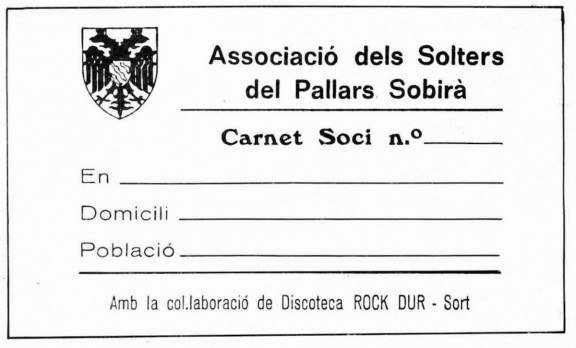 Associació dels Solters
del Pallars Sobirà
Carnet Soci n.º
En
Domicili
Població
Amb la col.laboració de Discoteca ROCK DUR - Sort